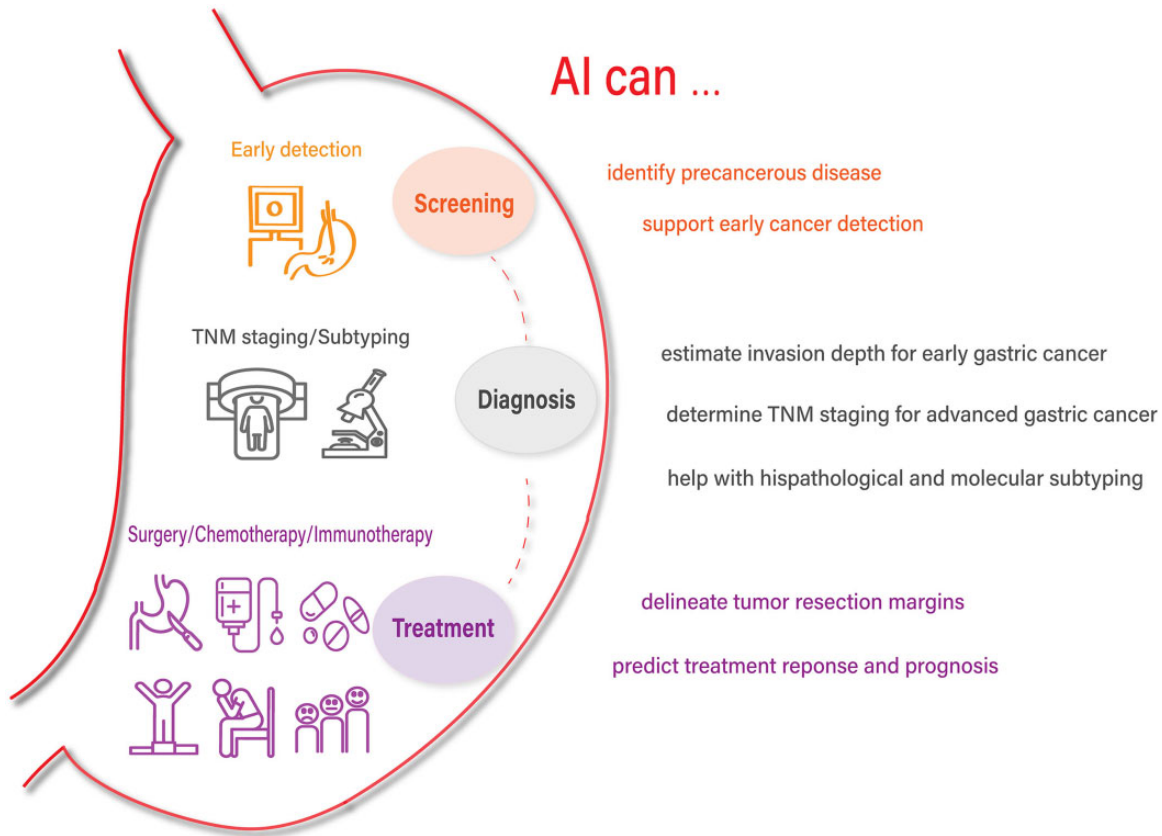 AI can ...
Early detection
Screening
identify precancerous disease
support early cancer detection
TNM staging/Subtyping
Diagnosis
estimate invasion depth for early gastric cancer
determine TNM staging for advanced gastric cancer
help with hispathological and molecular subtyping
Surgery/Chemotherapy/Immunotherapy
Treatment
delineate tumor resection margins
predict treatment reponse and prognosis